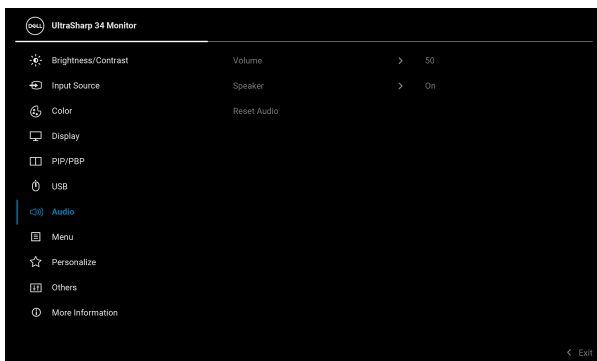 DELL UltraSharp 34 Monitor
Brightness/Contrast Volume 50
Input Source Speaker On
Color Reset Audio
Display
PIP/PBP
USB
Audio
Menu
Personalize
Others
More Information
Exit